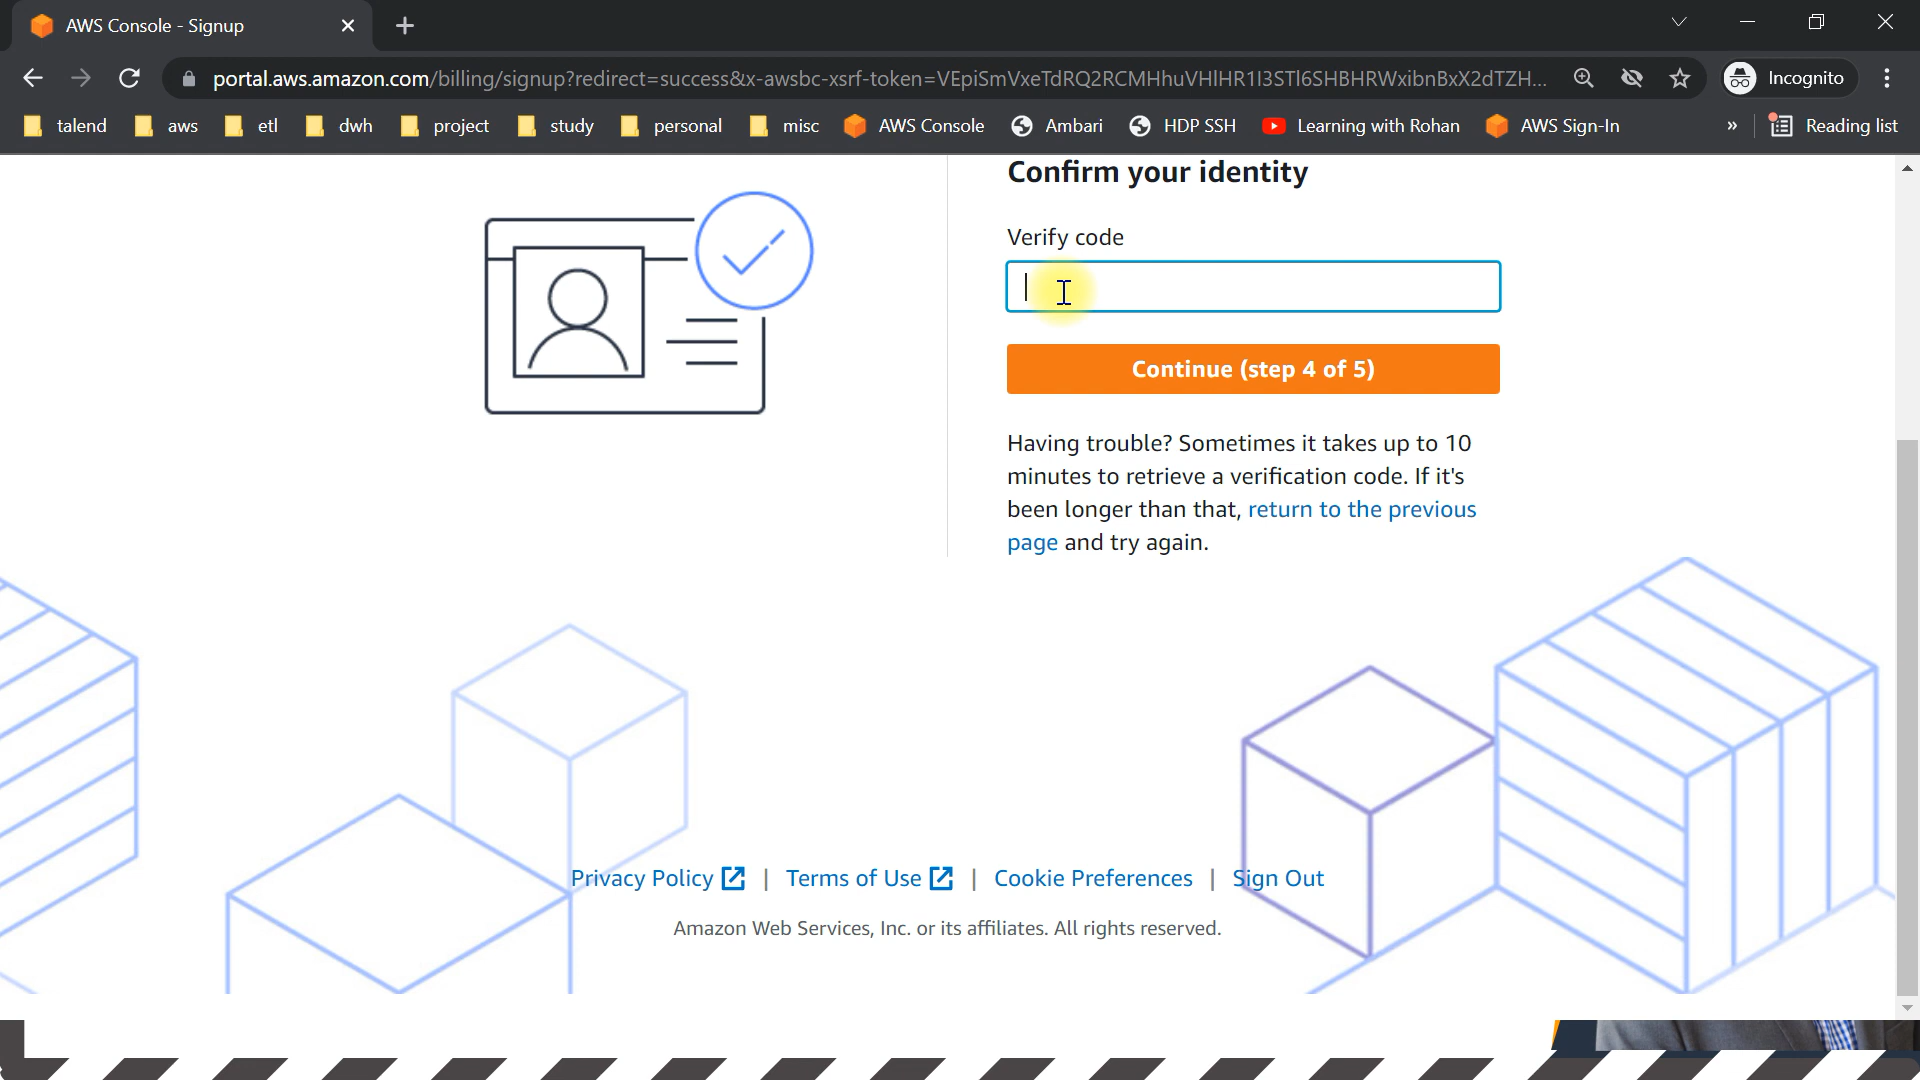 AWS Console - Signup
portal.aws.amazon.com/billing/signup?redirect=success&x-awsbc-xsrf-token=VEpiSmVxeTdRQ2RCMHhuVHlHR1I3STl6SHBHRWxibnBxX2dTZH...
Incognito
talend aws etl dwh project study personal misc AWS Console Ambari HDP SSH Learning with Rohan AWS Sign-In » Reading list
Confirm your identity
Verify code
Continue (step 4 of 5)
Having trouble? Sometimes it takes up to 10
minutes to retrieve a verification code. If it's
been longer than that, return to the previous
page and try again.
Privacy Policy | Terms of Use | Cookie Preferences | Sign Out
Amazon Web Services, Inc. or its affiliates. All rights reserved.